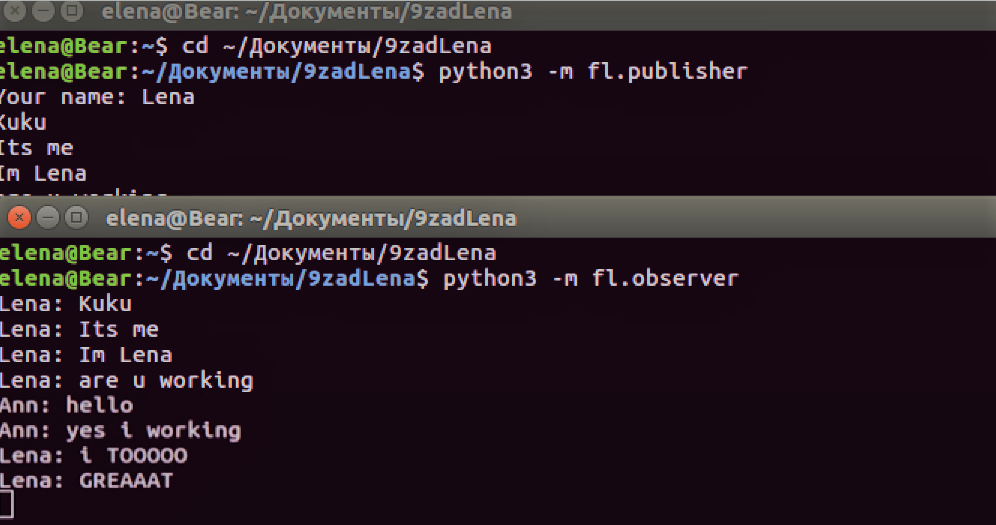 elena@Bear: ~/Документы/9zadLena
elena@Bear:~$ cd ~/Документы/9zadLena
elena@Bear:~/Документы/9zadLena$ python3 -m fl.publisher
Your name: Lena
Kuku
Its me
Im Lena
are u working
elena@Bear: ~/Документы/9zadLena
elena@Bear:~$ cd ~/Документы/9zadLena
elena@Bear:~/Документы/9zadLena$ python3 -m fl.observer
Lena: Kuku
Lena: Its me
Lena: Im Lena
Lena: are u working
Ann: hello
Ann: yes i working
Lena: i TOOOOO
Lena: GREAAAT